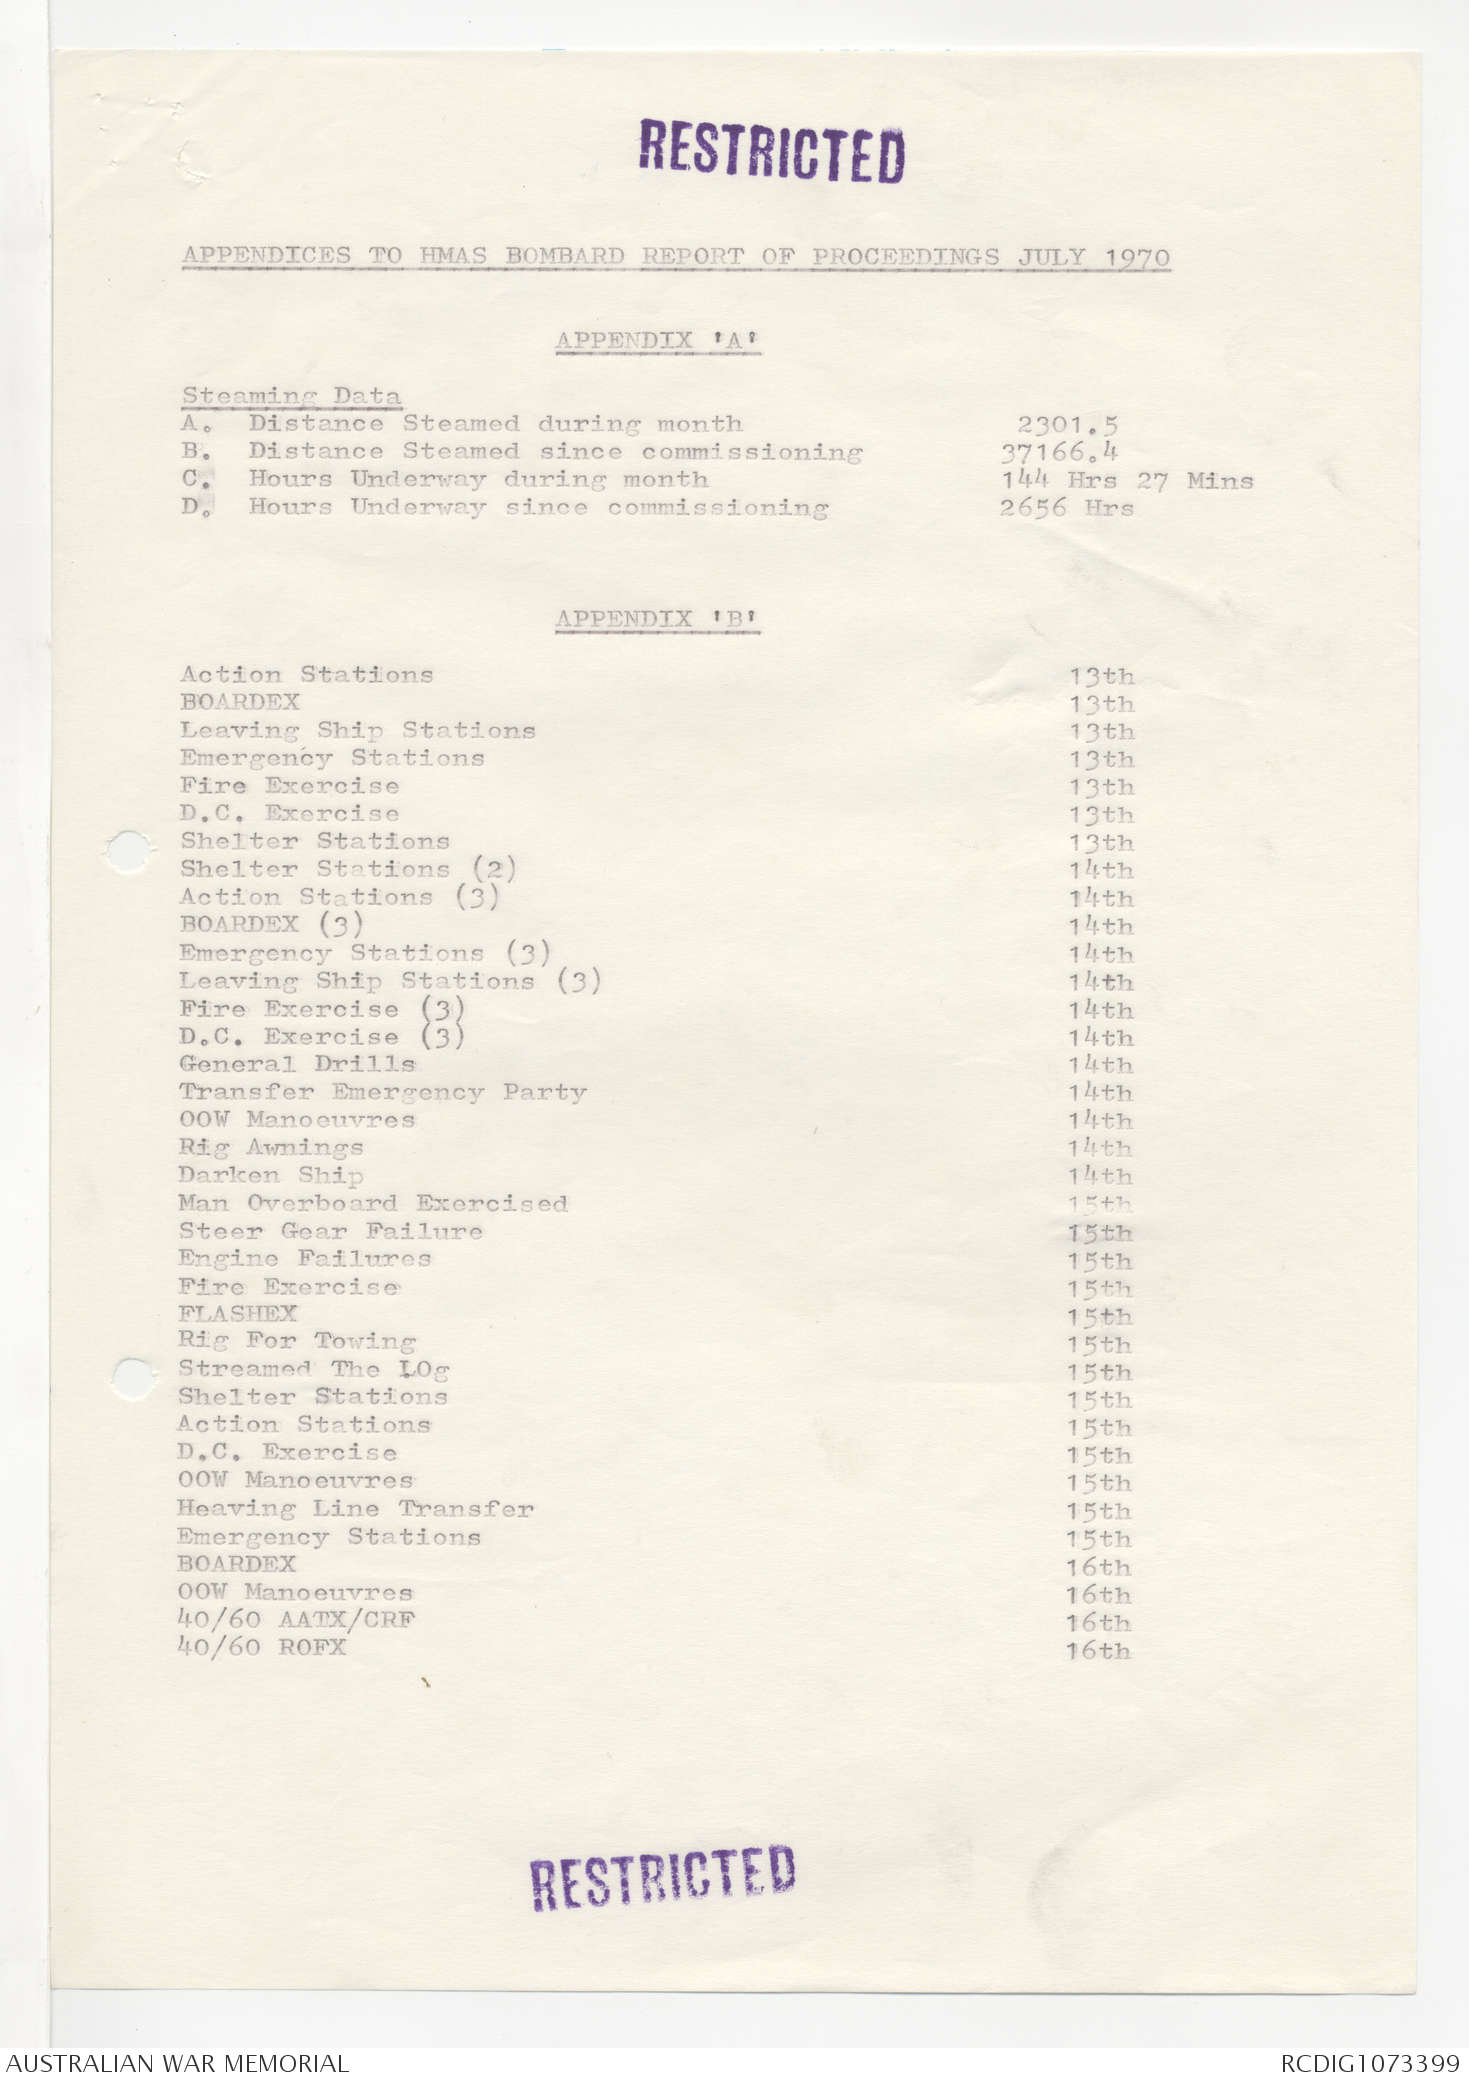 RESTRICTED
APPENDICES TO HMAS BOMBARD REPORT OF PROCEEDINGS JULY 1970
APPENDIX 'A'
Steaming Data
A. Distance Steamed during month 2301.5
B. Distance Steamed since commissioning 37166.4
C. Hours Underway during month 144 Hrs 27 Mins
D. Hours Underway since commissioning 2656 Hrs
APPENDIX 'B'
Action Stations 13th
BOARDEX 13th
Leaving Ship Stations 13th
Emergency Stations 13th
Fire Exercise 13th
D.C. Exercise 13th
Shelter Stations 13th
Shelter Stations (2) 14th
Action Stations (3) 14th
BOARDEX (3) 14th
Emergency Stations (3) 14th
Leaving Ship Stations (3) 14th
Fire Exercise (3) 14th
D.C. Exercise (3) 14th
General Drills 14th
Transfer Emergency Party 14th
OOW Manoeuvres 14th
Rig Awnings 14th
Darken Ship 14th
Man Overboard Exercised 15th
Steer Gear Failure 15th
Engine Failures 15th
Fire Exercise 15th
FLASHEX 15th
Rig For Towing 15th
Streamed The LOg 15th
Shelter Stations 15th
Action Stations 15th
D.C. Exercise 15th
OOW Manoeuvres 15th
Heaving Line Transfer 15th
Emergency Stations 15th
BOARDEX 16th
OOW Manoeuvres 16th
40/60 AATX/CRF 16th
40/60 ROFX 16th
RESTRICTED
AUSTRALIAN WAR MEMORIAL RCDIG1073399